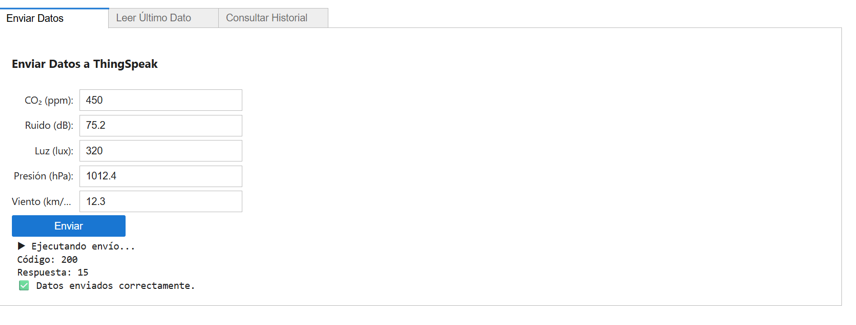 Enviar Datos Leer Último Dato Consultar Historial
Enviar Datos a ThingSpeak
CO₂ (ppm): 450
Ruido (dB): 75.2
Luz (lux): 320
Presión (hPa): 1012.4
Viento (km/... 12.3
Enviar
▶ Ejecutando envío...
Código: 200
Respuesta: 15
✅ Datos enviados correctamente.